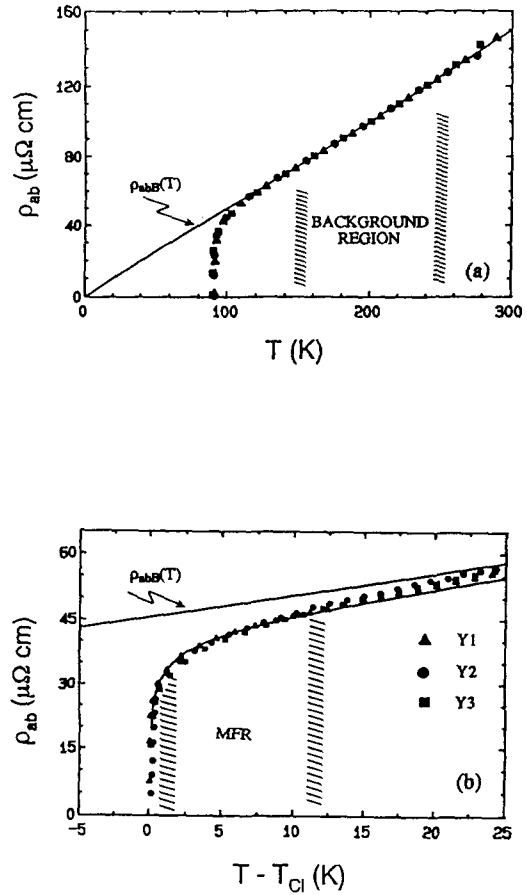 ρab (μΩ cm)
160
120
80
40
0
ρabB(T)
BACKGROUND
REGION
(a)
0
100
200
300
T (K)
ρab (μΩ cm)
60
45
30
15
0
ρabB(T)
▲ Y1
● Y2
■ Y3
MFR
(b)
-5
0
5
10
15
20
25
T - TCl (K)